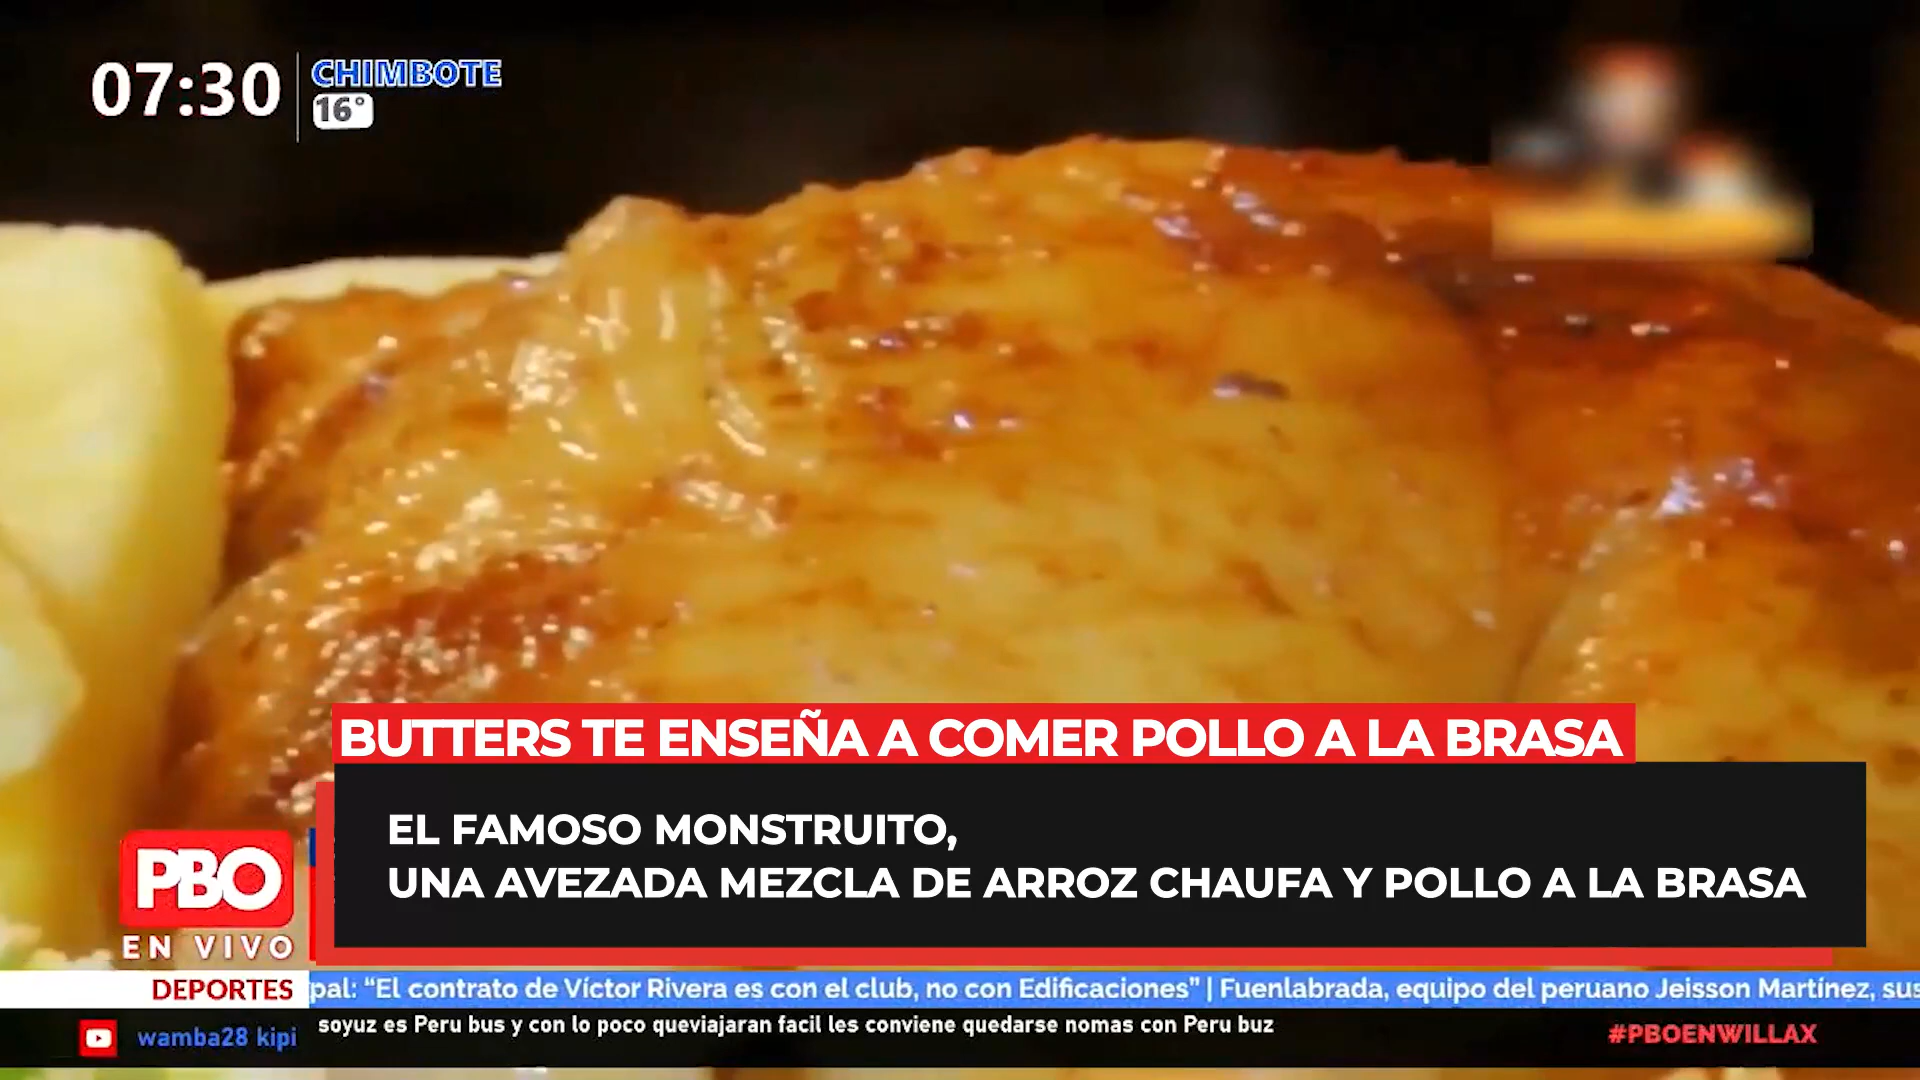 07:30
CHIMBOTE
16°
BUTTERS TE ENSEÑA A COMER POLLO A LA BRASA
EL FAMOSO MONSTRUITO,
UNA AVEZADA MEZCLA DE ARROZ CHAUFA Y POLLO A LA BRASA
PBO
EN VIVO
DEPORTES
pal: “El contrato de Víctor Rivera es con el club, no con Edificaciones” | Fuenlabrada, equipo del peruano Jeisson Martínez, sus
wamba28 kipi
soyuz es Peru bus y con lo poco queviajaran facil les conviene quedarse nomas con Peru buz
#PBOENWILLAX